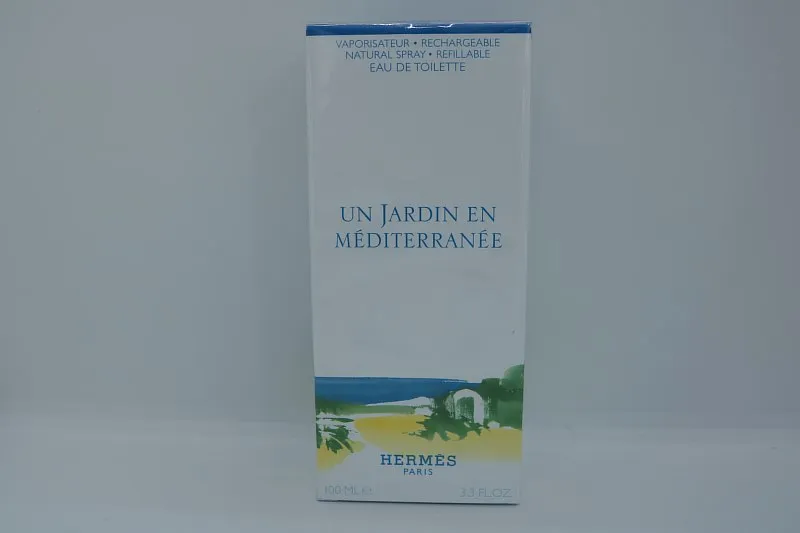 VAPORISATEUR • RECHARGEABLE
NATURAL SPRAY • REFILLABLE
EAU DE TOILETTE
UN JARDIN EN
MÉDITERRANÉE
HERMÈS
PARIS
100 ML ℮ 3.3 FL.OZ.